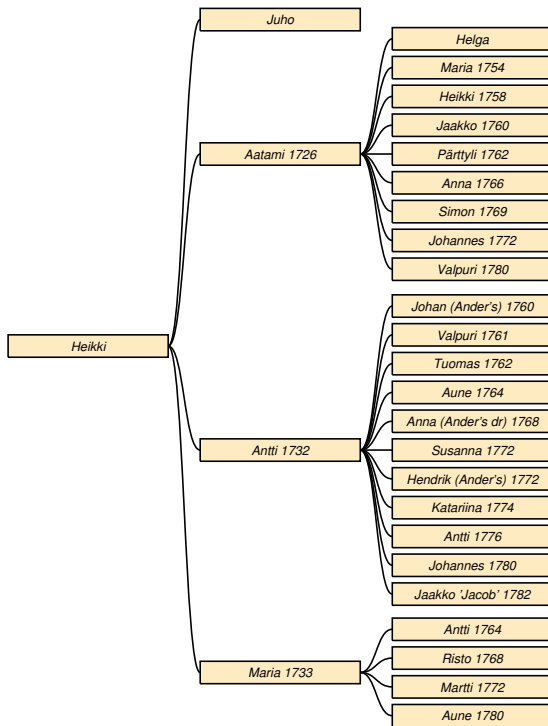 Juho
Helga
Maria 1754
Heikki 1758
Jaakko 1760
Aatami 1726
Pärttyli 1762
Anna 1766
Simon 1769
Johannes 1772
Valpuri 1780
Heikki
Johan (Ander's) 1760
Valpuri 1761
Tuomas 1762
Aune 1764
Anna (Ander's dr) 1768
Antti 1732
Susanna 1772
Hendrik (Ander's) 1772
Katariina 1774
Antti 1776
Johannes 1780
Jaakko 'Jacob' 1782
Maria 1733
Antti 1764
Risto 1768
Martti 1772
Aune 1780